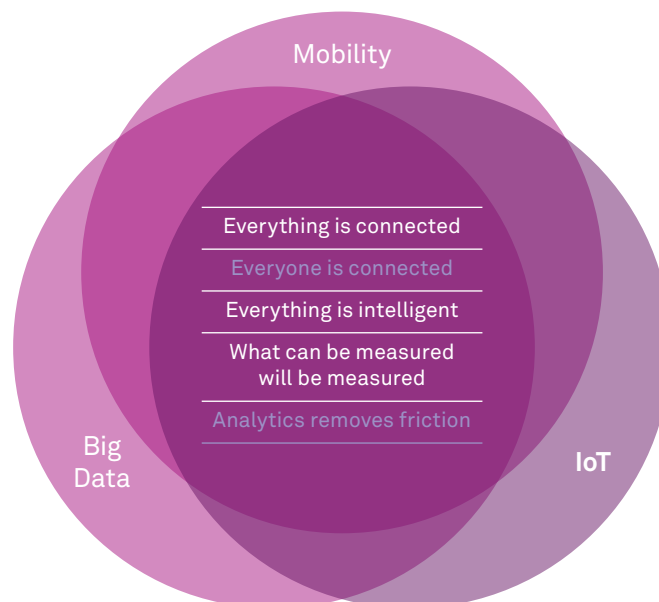 Mobility
Everything is connected
Everyone is connected
Everything is intelligent
What can be measured
will be measured
Analytics removes friction
Big
Data
IoT